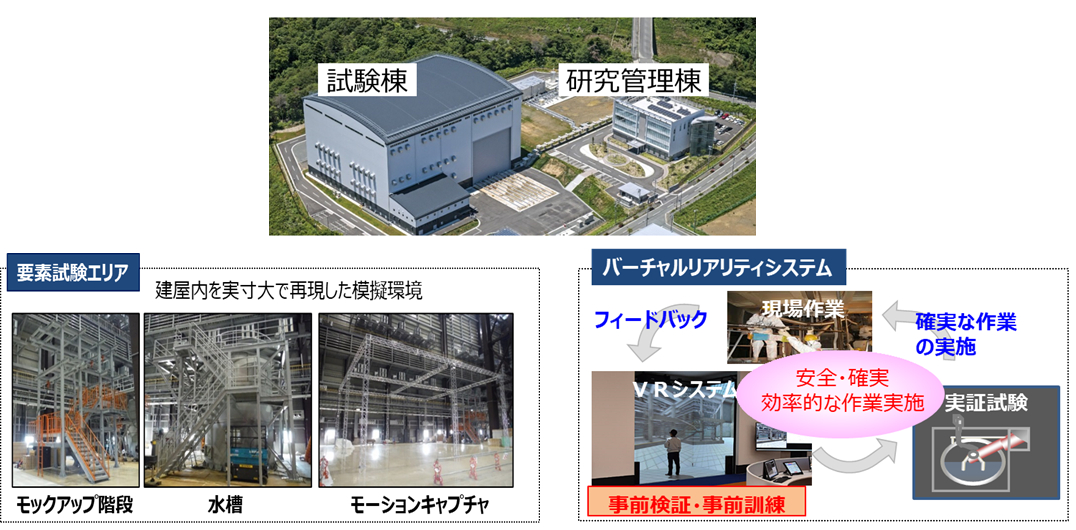 試験棟
研究管理棟
要素試験エリア
建屋内を実寸大で再現した模擬環境
モックアップ階段
水槽
モーションキャプチャ
バーチャルリアリティシステム
現場作業
フィードバック
確実な作業
の実施
ＶＲシステム
安全・確実
効率的な作業実施
実証試験
事前検証・事前訓練